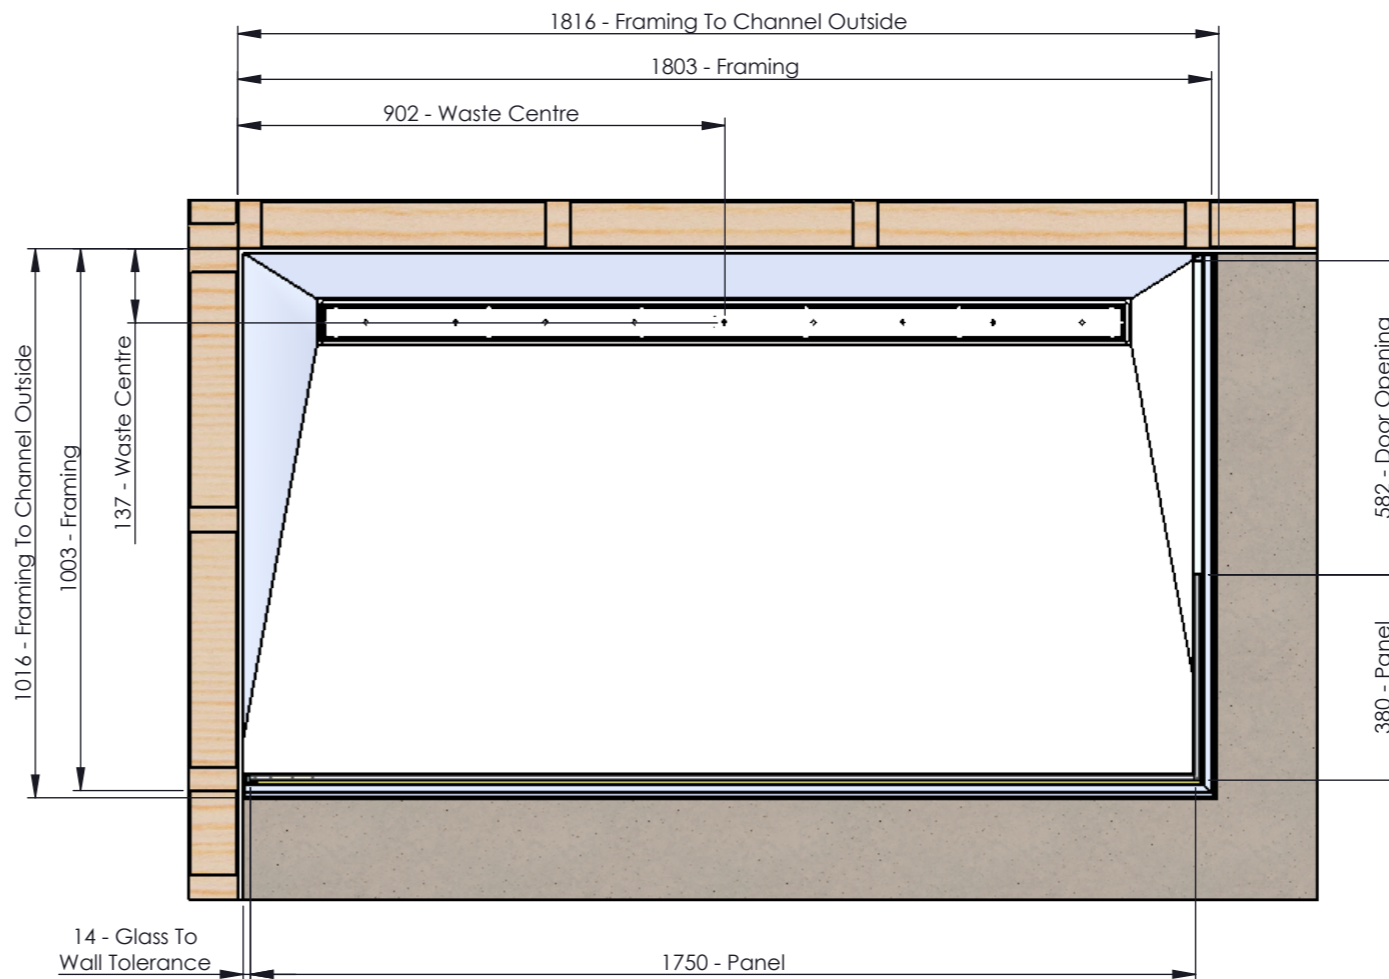 1816 - Framing To Channel Outside
1803 - Framing
902 - Waste Centre
1016 - Framing To Channel Outside
1003 - Framing
137 - Waste Centre
582 - Door Opening
380 - Panel
14 - Glass To
Wall Tolerance
1750 - Panel